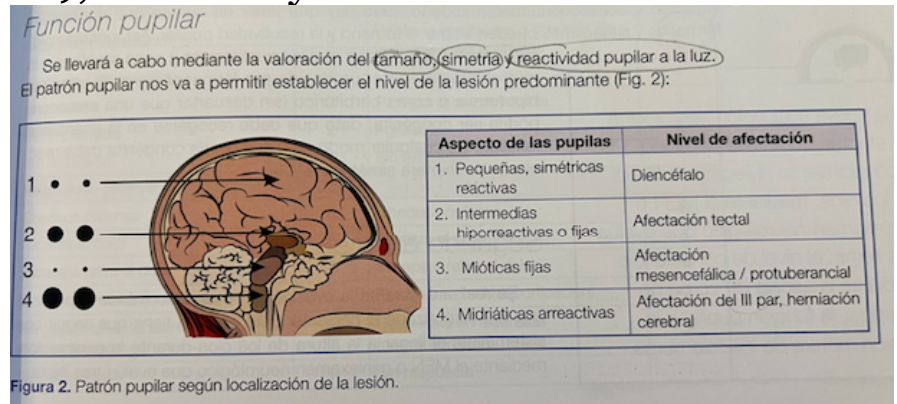 Función pupilar
Se llevará a cabo mediante la valoración del tamaño, simetría y reactividad pupilar a la luz.
El patrón pupilar nos va a permitir establecer el nivel de la lesión predominante (Fig. 2):
1
2
3
4
Aspecto de las pupilas Nivel de afectación
1. Pequeñas, simétricas
reactivas
Diencéfalo
2. Intermedias
hiporreactivas o fijas
Afectación tectal
3. Mióticas fijas
Afectación
mesencefálica / protuberancial
4. Midriáticas arreactivas
Afectación del III par, herniación
cerebral
Figura 2. Patrón pupilar según localización de la lesión.